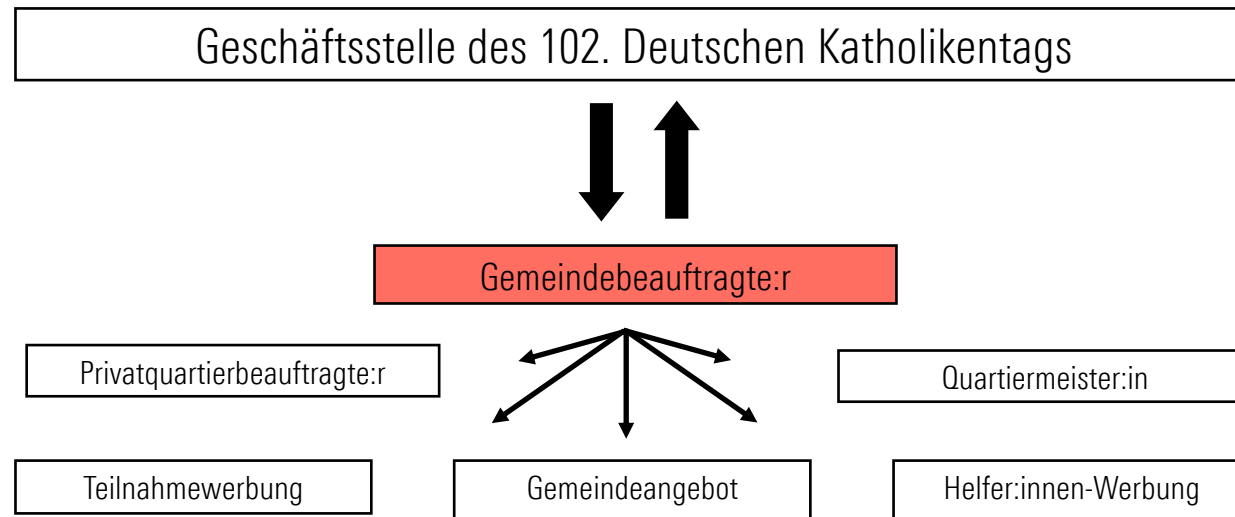 Geschäftsstelle des 102. Deutschen Katholikentags
Gemeindebeauftragte:r
Privatquartierbeauftragte:r
Quartiermeister:in
Teilnahmewerbung
Gemeindeangebot
Helfer:innen-Werbung